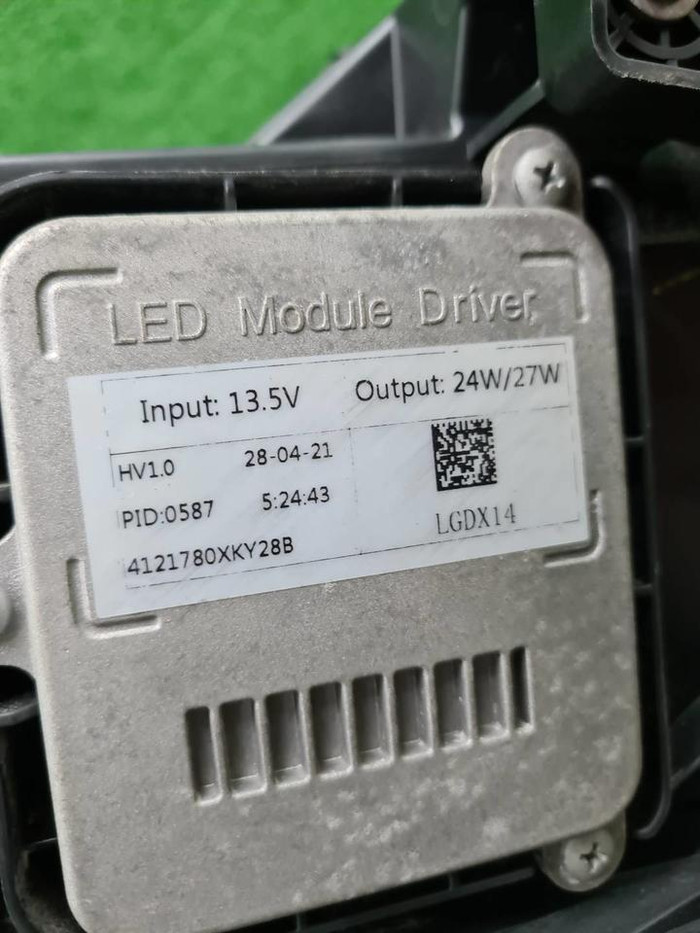 LED Module Driver
Input: 13.5V Output: 24W/27W
HV1.0 28-04-21
PID:0587 5:24:43
LGDX14
4121780XKY28B